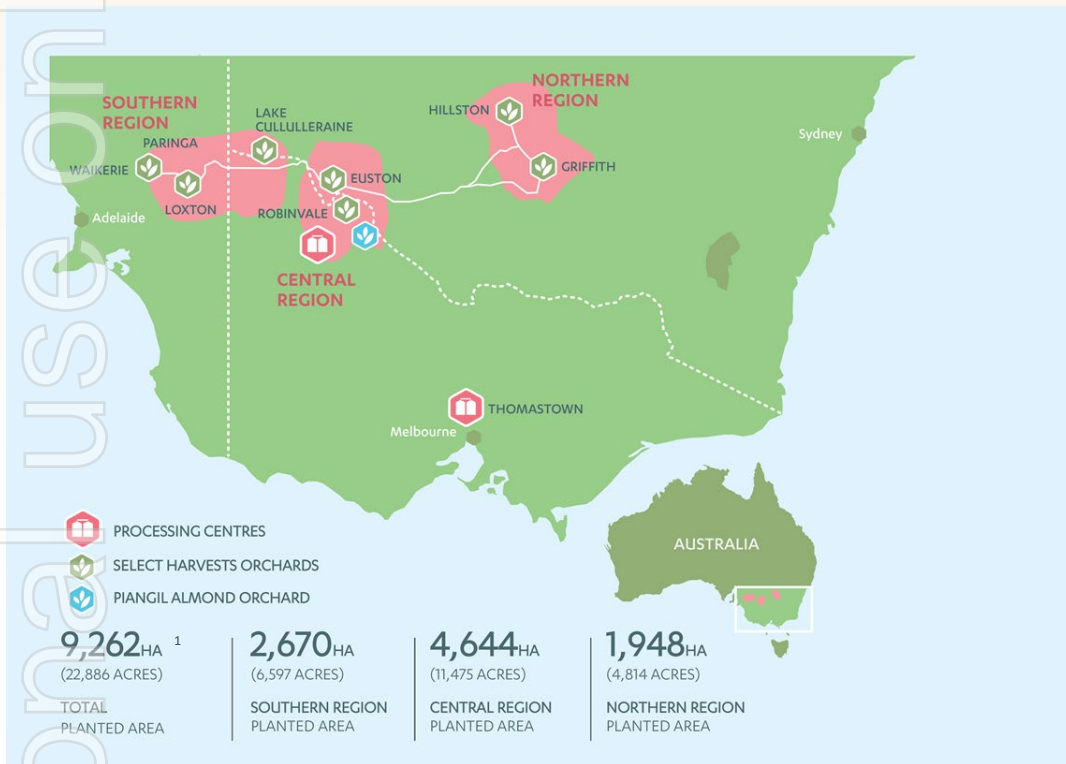 NORTHERN
REGION
HILLSTON
GRIFFITH
Sydney
SOUTHERN
REGION
LAKE
CULLULLERAINE
PARINGA
WAIKERIE
LOXTON
EUSTON
ROBINVALE
Adelaide
CENTRAL
REGION
THOMASTOWN
Melbourne
AUSTRALIA
PROCESSING CENTRES
SELECT HARVESTS ORCHARDS
PIANGIL ALMOND ORCHARD
9,262HA 1
(22,886 ACRES)
TOTAL
PLANTED AREA
2,670HA
(6,597 ACRES)
SOUTHERN REGION
PLANTED AREA
4,644HA
(11,475 ACRES)
CENTRAL REGION
PLANTED AREA
1,948HA
(4,814 ACRES)
NORTHERN REGION
PLANTED AREA
onal use on